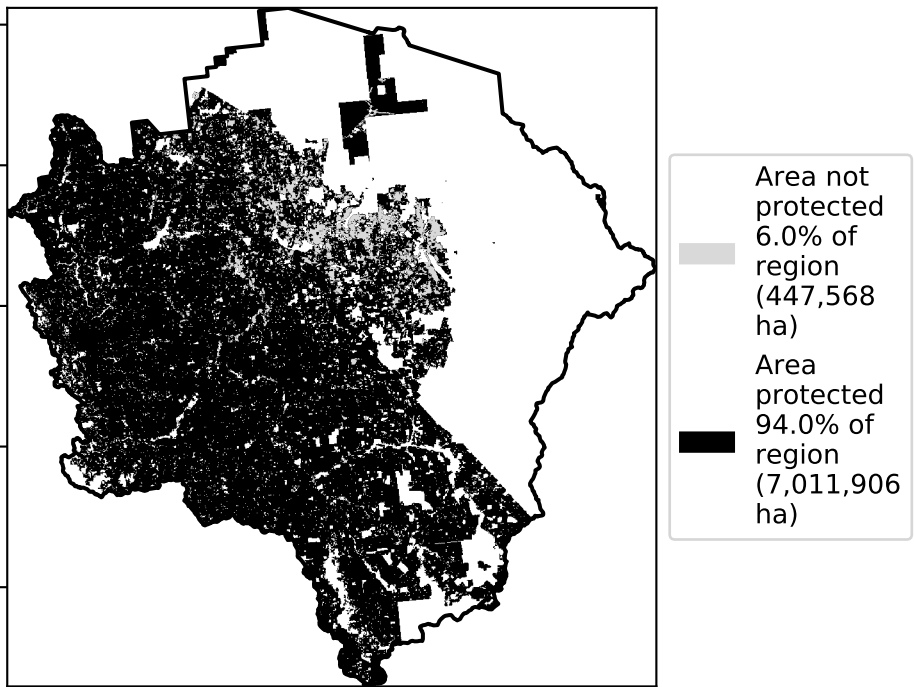 Area not
protected
6.0% of
region
(447,568
ha)
Area
protected
94.0% of
region
(7,011,906
ha)